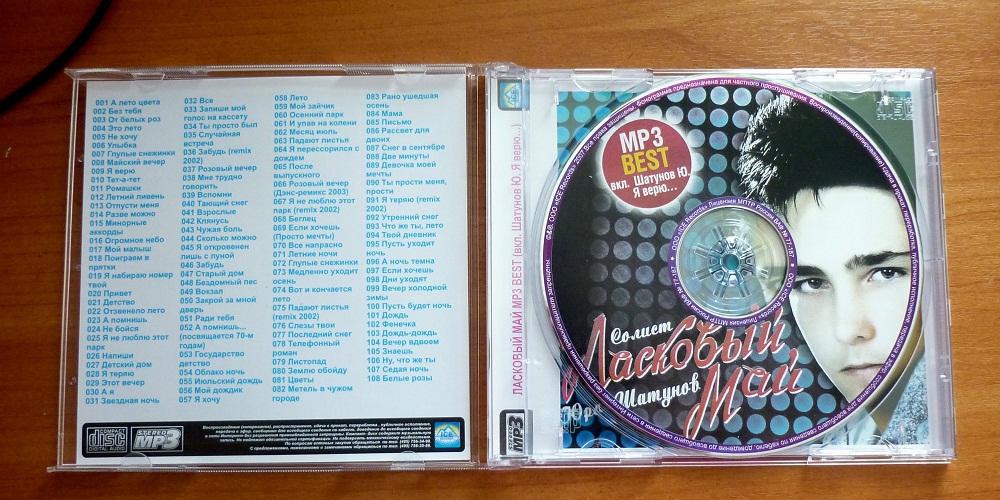 001 А лето цвета
002 Без тебя
003 От белых роз
004 Это лето
005 Не хочу
006 Улыбка
007 Глупые снежинки
008 Майский вечер
009 Я верю
010 Тет-а-тет
011 Ромашки
012 Летний ливень
013 Отпусти меня
014 Разве можно
015 Минорные
аккорды
016 Огромное небо
017 Мой малыш
018 Поиграем в
прятки
019 Я набираю номер
твой
020 Привет
021 Детство
022 Отзвенело лето
023 А помнишь
024 Не бойся
025 Я не люблю этот
парк
026 Напиши
027 Детский дом
028 Я теряю
029 Этот вечер
030 А я
031 Звездная ночь
032 Все
033 Запиши мой
голос на кассету
034 Ты просто был
035 Случайная
встреча
036 Забудь (remix
2002)
037 Розовый вечер
038 Мне трудно
говорить
039 Вспомни
040 Тающий снег
041 Взрослые
042 Клянусь
043 Чужая боль
044 Сколько можно
045 Я откровенен
лишь с луной
046 Забудь
047 Старый дом
048 Бездомный пес
049 Вокзал
050 Закрой за мной
дверь
051 Ради тебя
052 А помнишь...
(посвящается 70-м
годам)
053 Государство
детство
054 Облако ночь
055 Июльский дождь
056 Мой дождик
057 Я хочу
058 Лето
059 Мой зайчик
060 Осенний парк
061 И упав на колени
062 Месяц июль
063 Падают листья
064 Я перессорился с
дождем
065 После
выпускного
066 Розовый вечер
(Дэнс-ремикс 2003)
067 Я не люблю этот
парк (remix 2002)
068 Беглец
069 Если хочешь
(Просто мечты)
070 Все напрасно
071 Летние ночи
072 Глупые снежинки
073 Медленно уходит
осень
074 Вот и кончается
лето
075 Падают листья
(remix 2002)
076 Слезы твои
077 Последний снег
078 Телефонный
роман
079 Листопад
080 Землю обойду
081 Цветы
082 Метель в чужом
городе
083 Рано ушедшая
осень
084 Мама
085 Письмо
086 Рассвет для
двоих
087 Снег в сентябре
088 Две минуты
089 Девочка моей
мечты
090 Ты прости меня,
прости
091 Я теряю (remix
2002)
092 Утренний снег
093 Что же ты, лето
094 Твой дневник
095 Пусть уходит
ночь
096 А ночь темна
097 Если хочешь
098 Дни уходят
099 Вечер холодной
зимы
100 Пусть будет ночь
101 Дождь
102 Фенечка
103 Дождь-дождь
104 Вечер вдвоем
105 Знаешь
106 Ну, что же ты
107 Седая ночь
108 Белые розы
COMPACT
disc
DIGITAL AUDIO
STEREO
MP3
ICE
ЛАСКОВЫЙ МАЙ MP3 BEST (вкл. Шатунов Ю. Я верю...)
STEREO
MP3
MP3
BEST
вкл. Шатунов Ю.
Я верю...
Солист
Ласковый
Май
Юра Шатунов